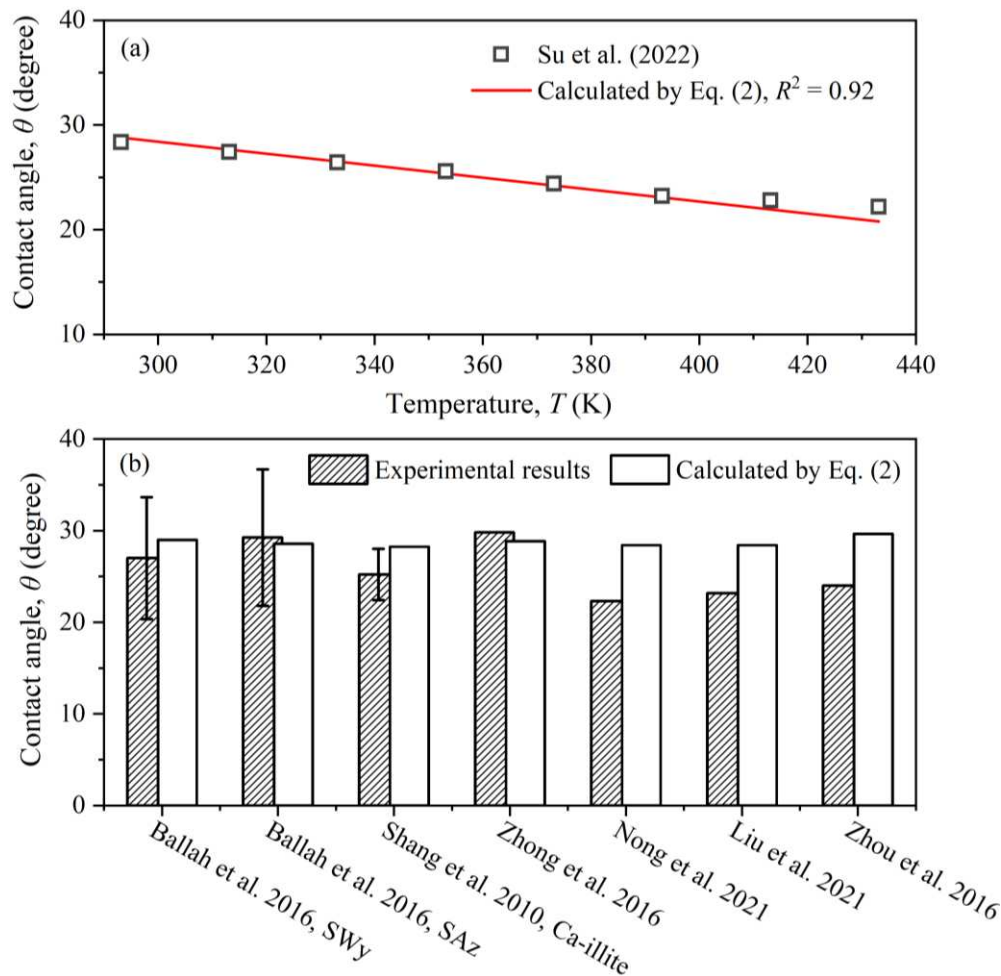 40
(a)
Su et al. (2022)
Calculated by Eq. (2), R² = 0.92
30
20
10
Contact angle, θ (degree)
300 320 340 360 380 400 420 440
Temperature, T (K)
40
(b)
Experimental results
Calculated by Eq. (2)
30
20
10
0
Contact angle, θ (degree)
Ballah et al. 2016, SWy
Ballah et al. 2016, SAz
Shang et al. 2010, Ca-illite
Zhong et al. 2016
Nong et al. 2021
Liu et al. 2021
Zhou et al. 2016